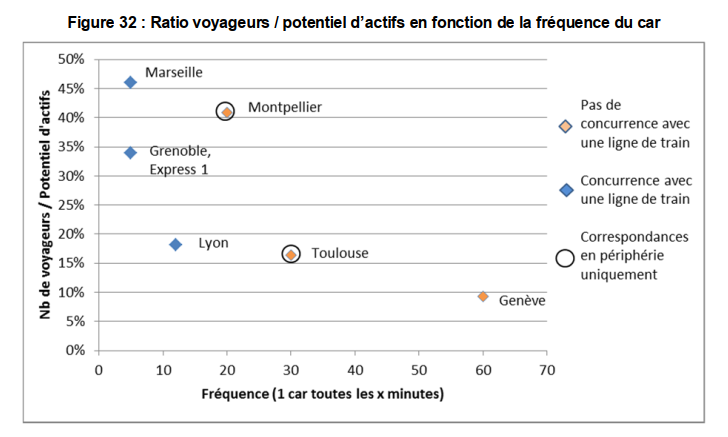 Figure 32 : Ratio voyageurs / potentiel d’actifs en fonction de la fréquence du car
Nb de voyageurs / Potentiel d'actifs
50%
45%
40%
35%
30%
25%
20%
15%
10%
5%
0%
Marseille
Montpellier
Grenoble,
Express 1
Lyon
Toulouse
Genève
0 10 20 30 40 50 60 70
Fréquence (1 car toutes les x minutes)
Pas de
concurrence avec
une ligne de train
Concurrence avec
une ligne de train
Correspondances
en périphérie
uniquement